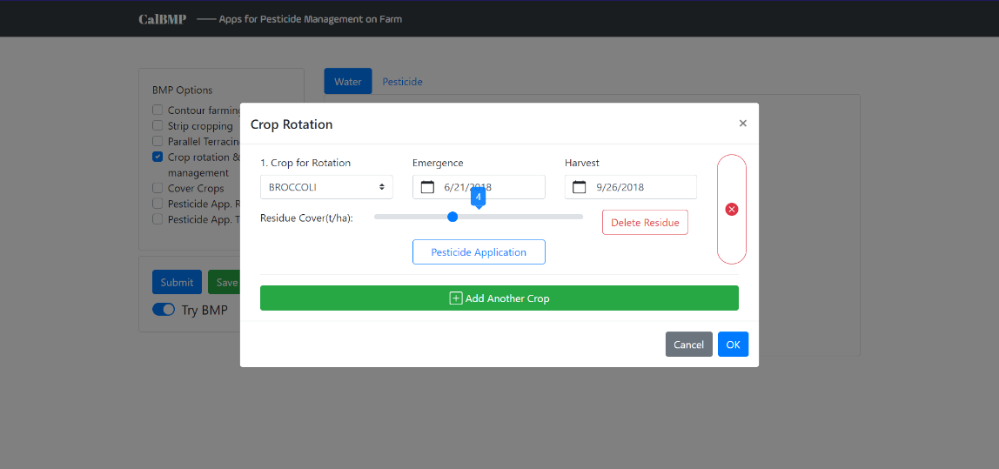 CalBMP —— Apps for Pesticide Management on Farm
BMP Options
Water
Pesticide
Contour farming
Strip cropping
Parallel Terracin
Crop rotation &
management
Cover Crops
Pesticide App. R
Pesticide App. T
Submit
Save
Try BMP
Crop Rotation
×
1. Crop for Rotation
Emergence
Harvest
BROCCOLI
6/21/2018
9/26/2018
4
Residue Cover(t/ha):
Delete Residue
Pesticide Application
Add Another Crop
Cancel
OK